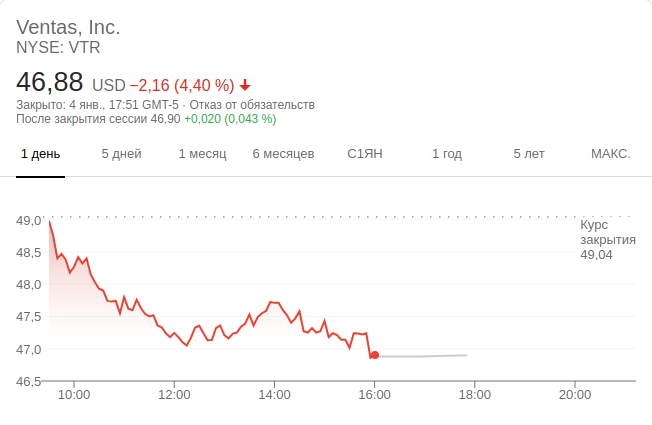 Ventas, Inc.
NYSE: VTR
46,88 USD −2,16 (4,40 %)
Закрыто: 4 янв., 17:51 GMT-5 · Отказ от обязательств
После закрытия сессии 46,90 +0,020 (0,043 %)
1 день 5 дней 1 месяц 6 месяцев С1ЯН 1 год 5 лет МАКС.
49,0
48,5
48,0
47,5
47,0
46,5
Курс
закрытия
49,04
10:00 12:00 14:00 16:00 18:00 20:00